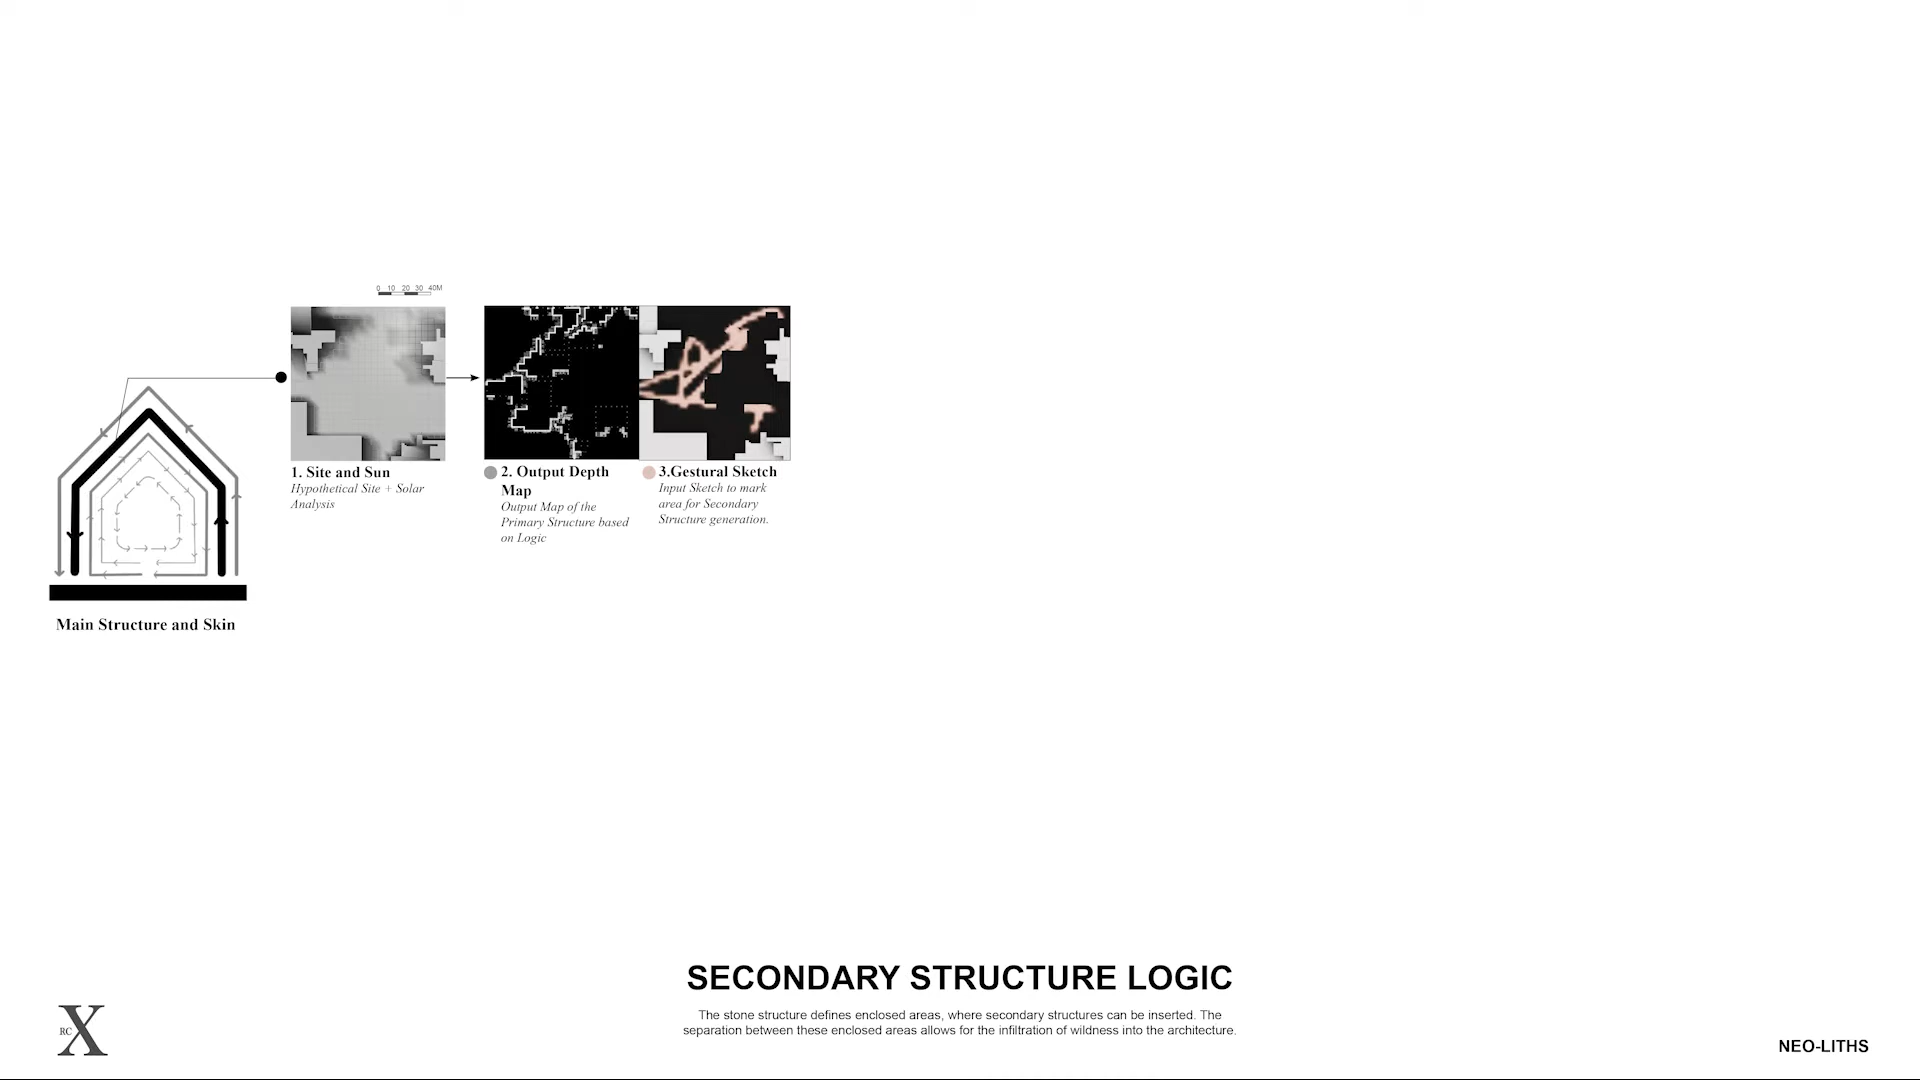 0 10 20 30 40M
1. Site and Sun
Hypothetical Site + Solar
Analysis
2. Output Depth
Map
Output Map of the
Primary Structure based
on Logic
3.Gestural Sketch
Input Sketch to mark
area for Secondary
Structure generation.
Main Structure and Skin
SECONDARY STRUCTURE LOGIC
The stone structure defines enclosed areas, where secondary structures can be inserted. The
separation between these enclosed areas allows for the infiltration of wildness into the architecture.
RC X
NEO-LITHS